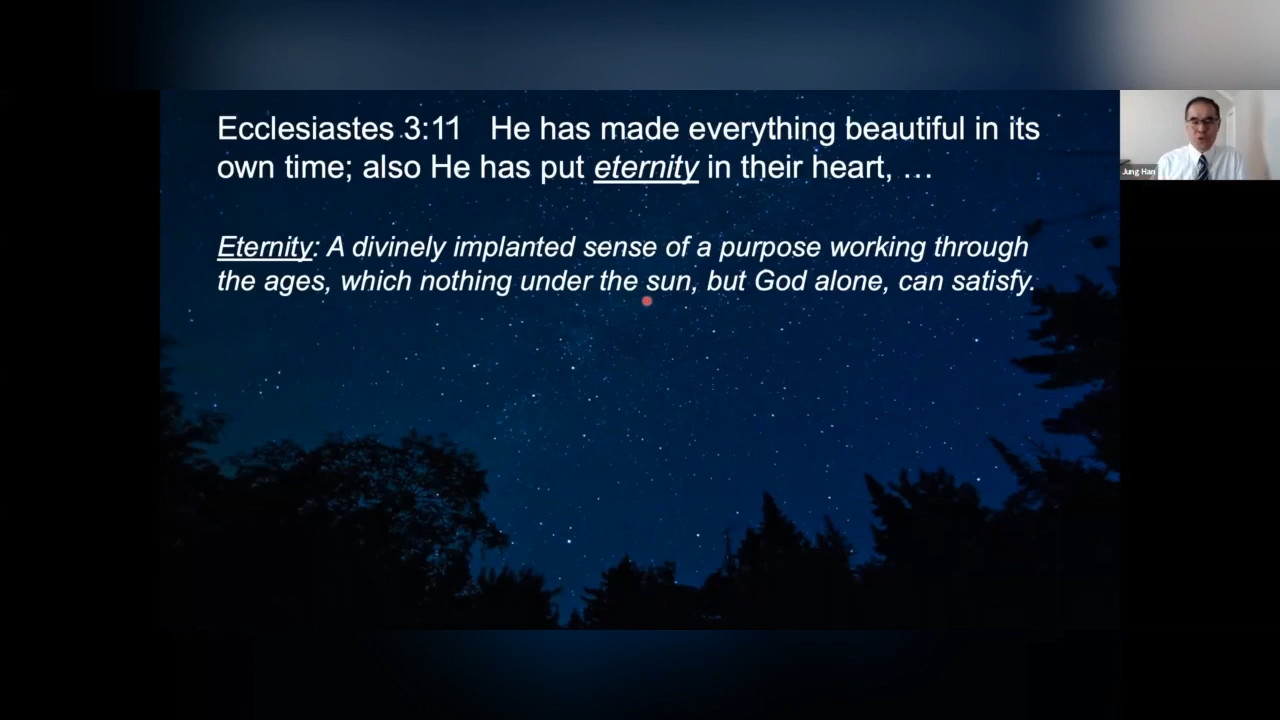 Ecclesiastes 3:11 He has made everything beautiful in its
own time; also He has put eternity in their heart, …
Eternity: A divinely implanted sense of a purpose working through
the ages, which nothing under the sun, but God alone, can satisfy.
Jung Han